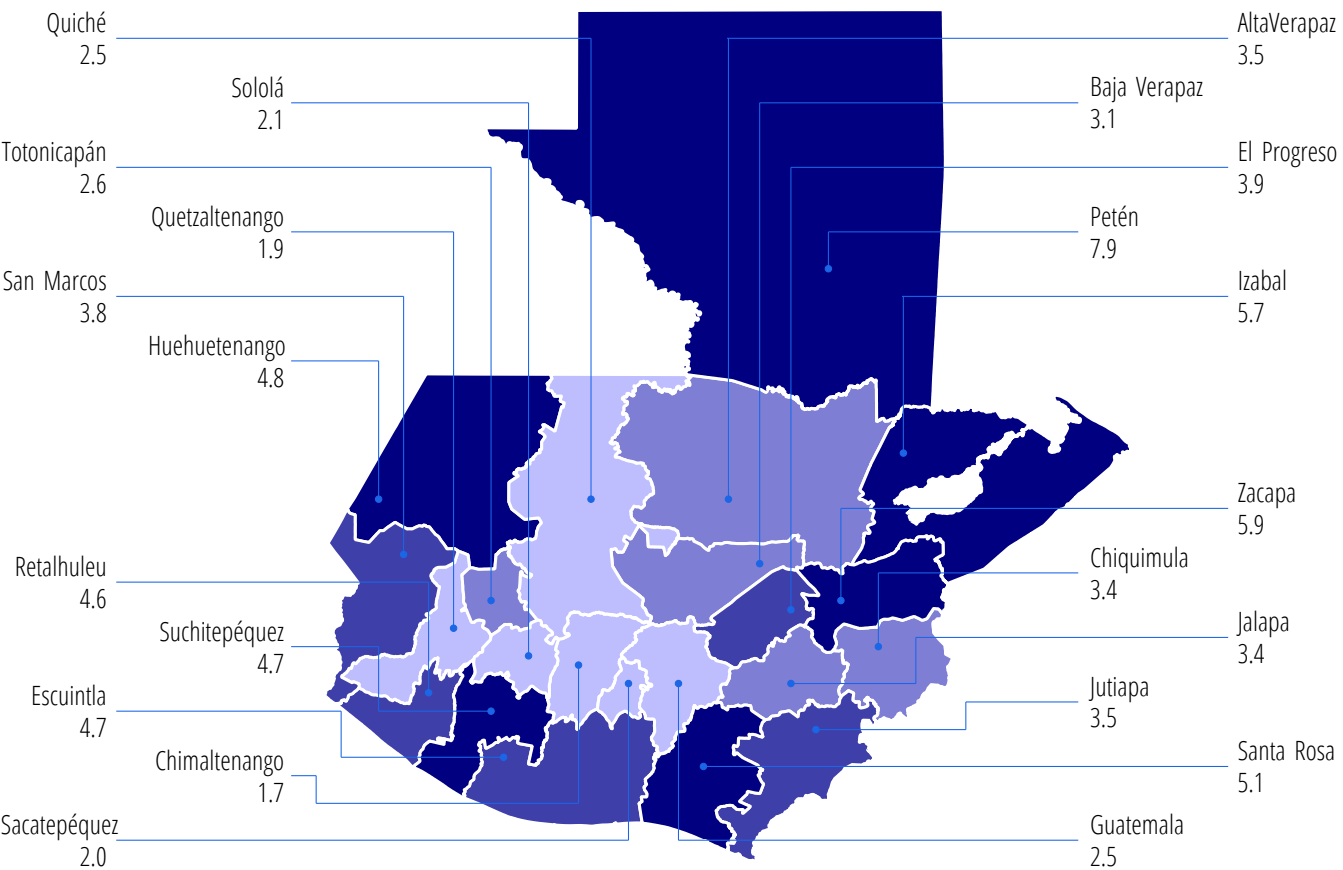 Quiché
2.5
Sololá
2.1
Totonicapán
2.6
Quetzaltenango
1.9
San Marcos
3.8
Huehuetenango
4.8
Retalhuleu
4.6
Suchitepéquez
4.7
Escuintla
4.7
Chimaltenango
1.7
Sacatepéquez
2.0
AltaVerapaz
3.5
Baja Verapaz
3.1
El Progreso
3.9
Petén
7.9
Izabal
5.7
Zacapa
5.9
Chiquimula
3.4
Jalapa
3.4
Jutiapa
3.5
Santa Rosa
5.1
Guatemala
2.5